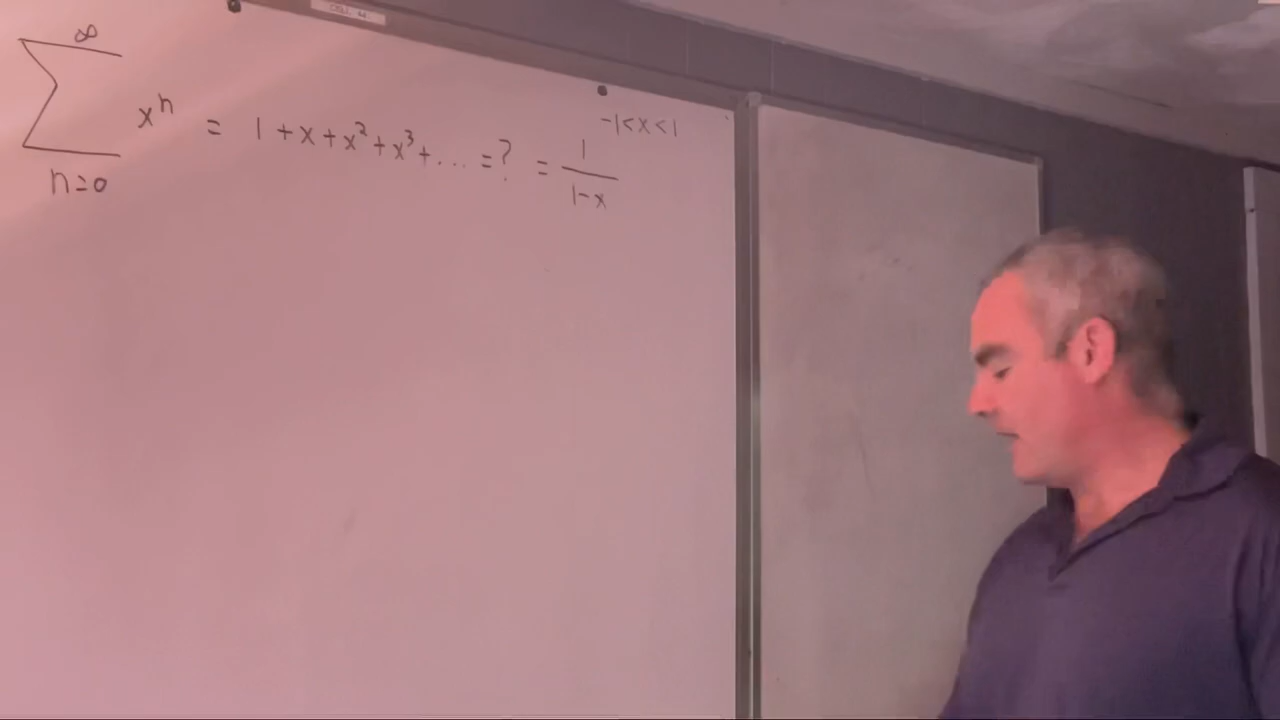 ∞
∑ xⁿ = 1 + x + x² + x³ + ... = ? = 1/(1-x) -1<x<1
n=0